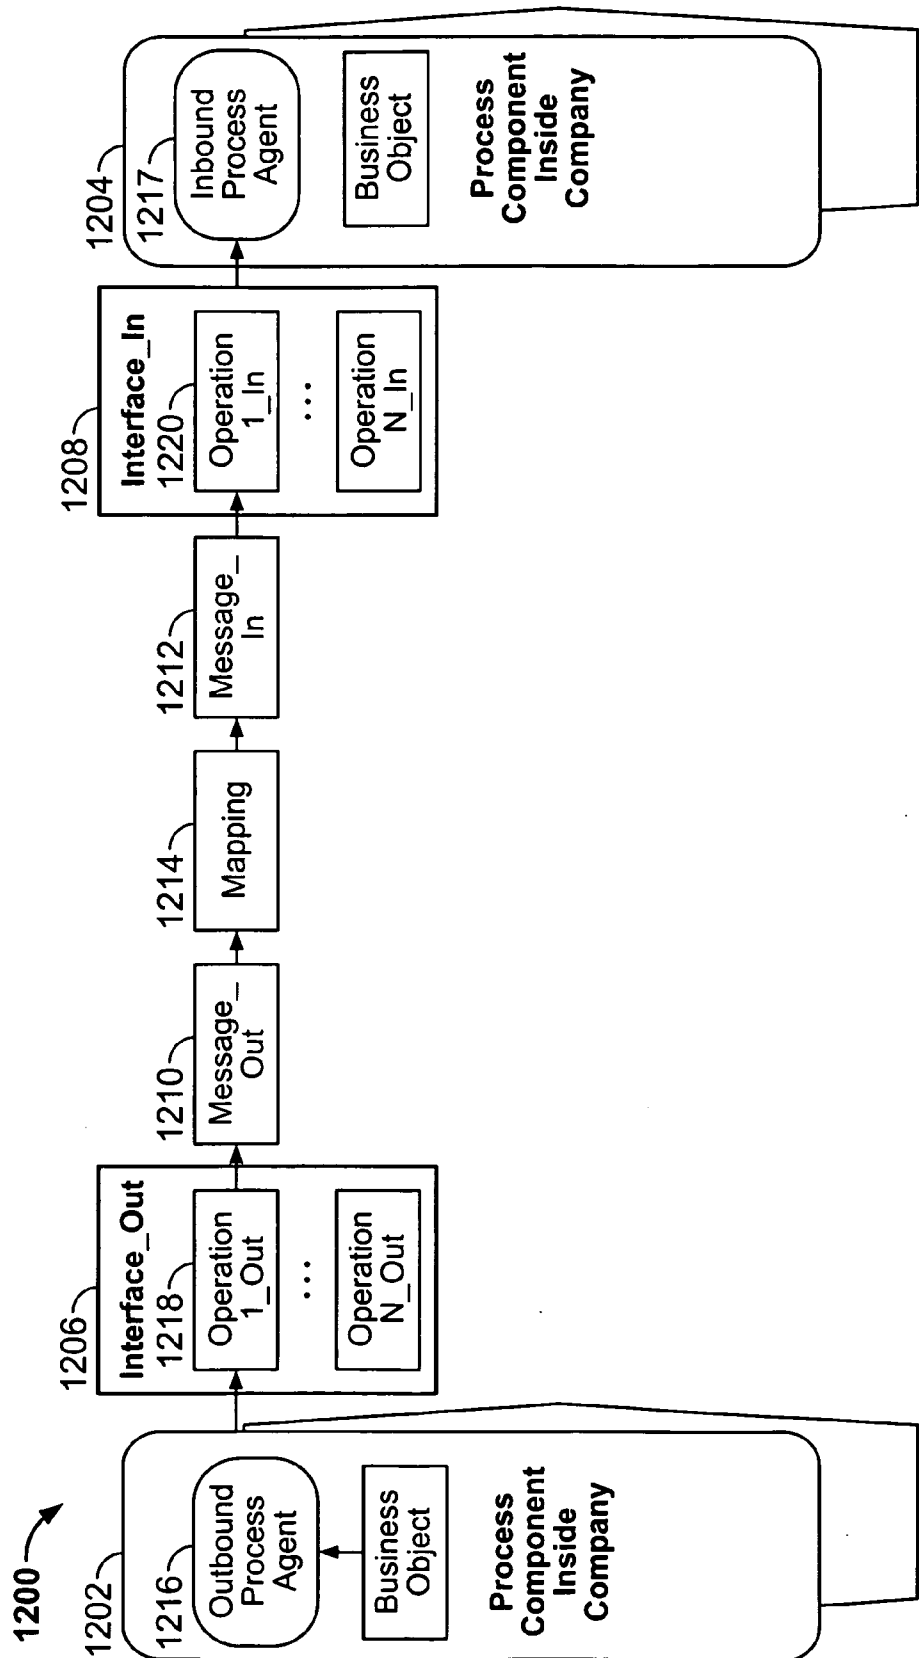 1200
1202
1216
Outbound
Process
Agent
Business
Object
Process
Component
Inside
Company
1206
Interface_Out
1218
Operation
1_Out
...
Operation
N_Out
1210
Message_
Out
1214
Mapping
1212
Message_
In
1208
Interface_In
1220
Operation
1_In
...
Operation
N_In
1204
1217
Inbound
Process
Agent
Business
Object
Process
Component
Inside
Company